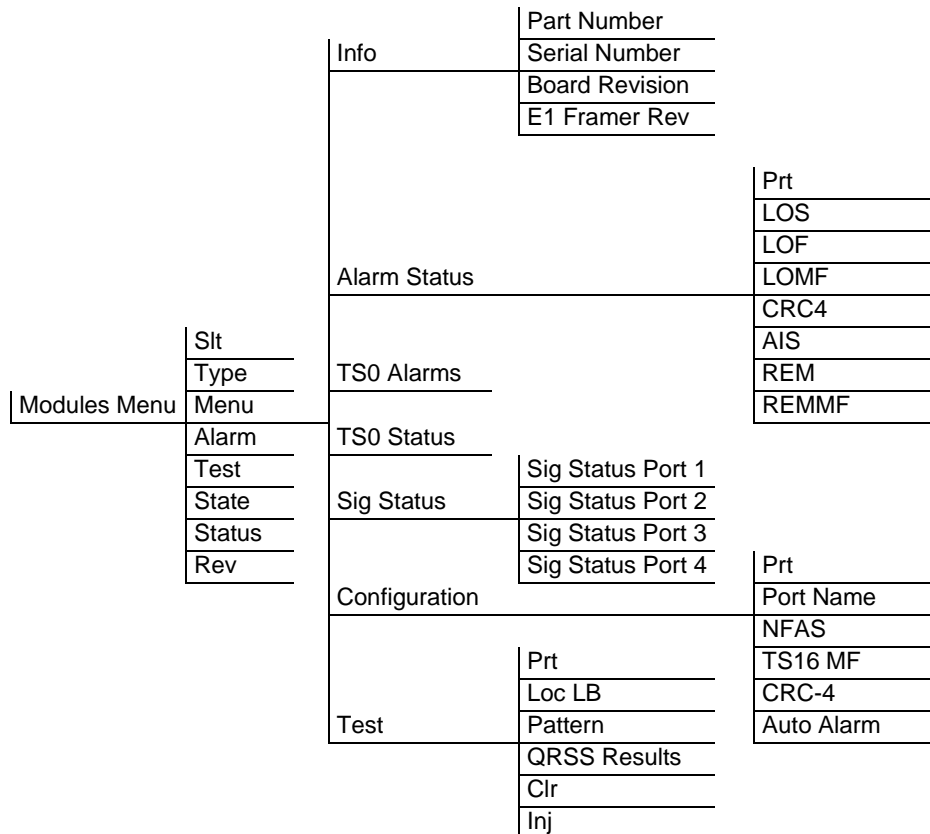 Modules Menu
Slt
Type
Menu
Alarm
Test
State
Status
Rev
Info
Part Number
Serial Number
Board Revision
E1 Framer Rev
Alarm Status
Prt
LOS
LOF
LOMF
CRC4
AIS
REM
REMMF
TS0 Alarms
TS0 Status
Sig Status
Sig Status Port 1
Sig Status Port 2
Sig Status Port 3
Sig Status Port 4
Configuration
Prt
Port Name
NFAS
TS16 MF
CRC-4
Auto Alarm
Test
Prt
Loc LB
Pattern
QRSS Results
Clr
Inj